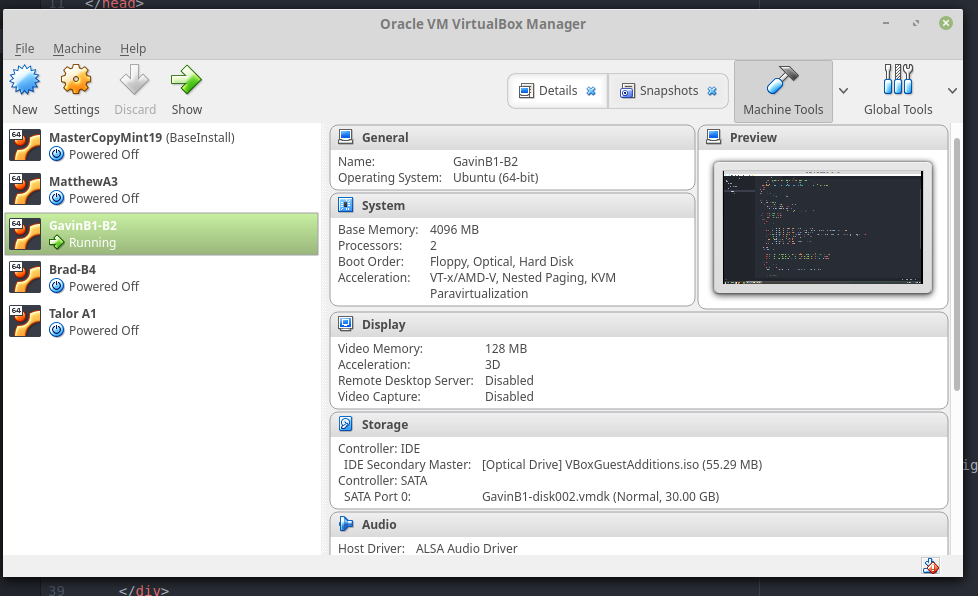 11 </head>
Oracle VM VirtualBox Manager
File Machine Help
New Settings Discard Show Details Snapshots Machine Tools Global Tools
64 MasterCopyMint19 (BaseInstall)
Powered Off
64 MatthewA3
Powered Off
64 GavinB1-B2
Running
64 Brad-B4
Powered Off
64 Talor A1
Powered Off
General
Name: GavinB1-B2
Operating System: Ubuntu (64-bit)
Preview
System
Base Memory: 4096 MB
Processors: 2
Boot Order: Floppy, Optical, Hard Disk
Acceleration: VT-x/AMD-V, Nested Paging, KVM
Paravirtualization
Display
Video Memory: 128 MB
Acceleration: 3D
Remote Desktop Server: Disabled
Video Capture: Disabled
Storage
Controller: IDE
IDE Secondary Master: [Optical Drive] VBoxGuestAdditions.iso (55.29 MB)
Controller: SATA
SATA Port 0: GavinB1-disk002.vmdk (Normal, 30.00 GB)
Audio
Host Driver: ALSA Audio Driver
ig
39 </div>